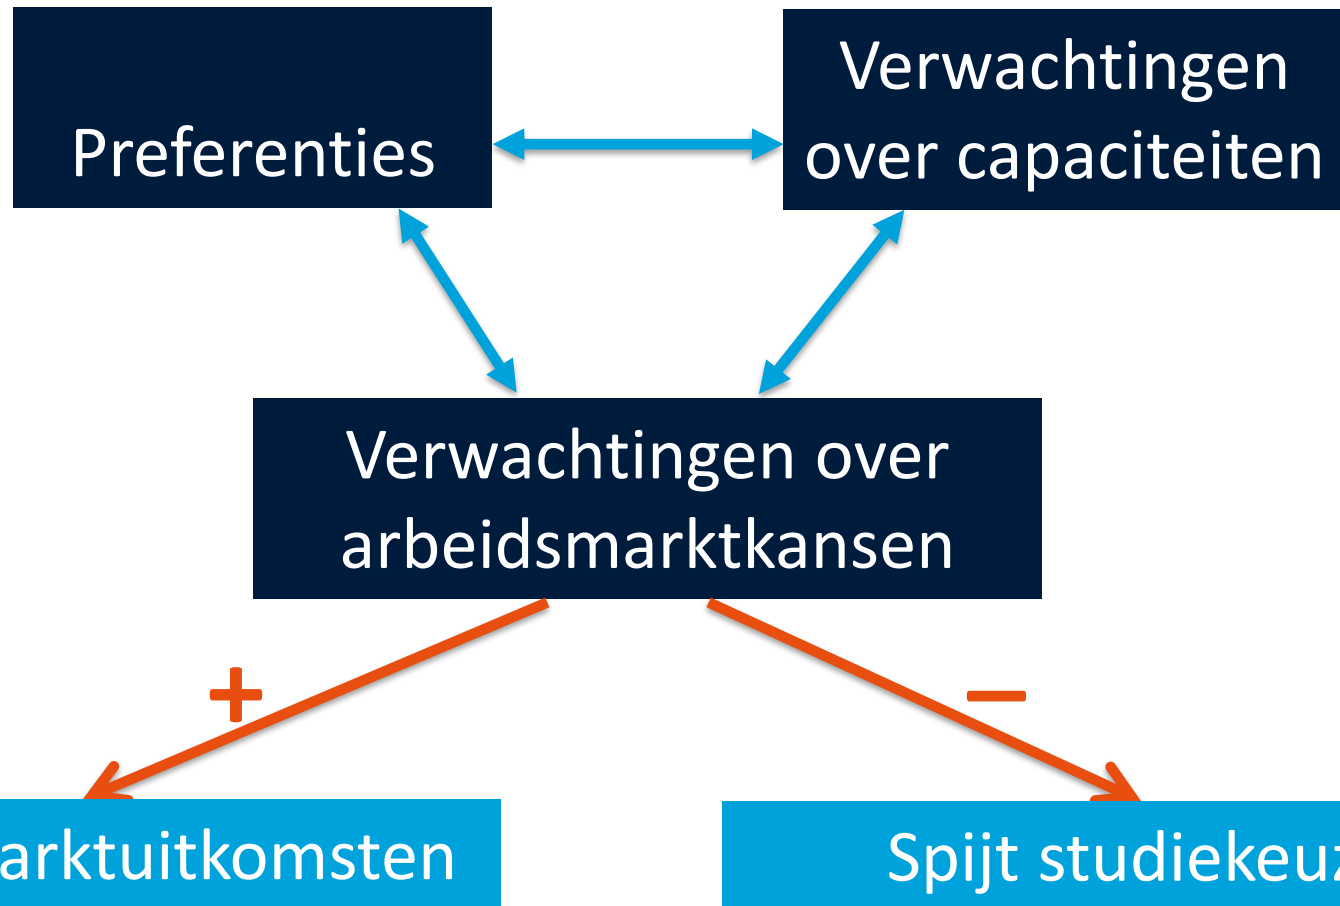 Preferenties
Verwachtingen
over capaciteiten
Verwachtingen over
arbeidsmarktkansen
+
–
arktuitkomsten
Spijt studiekeuz